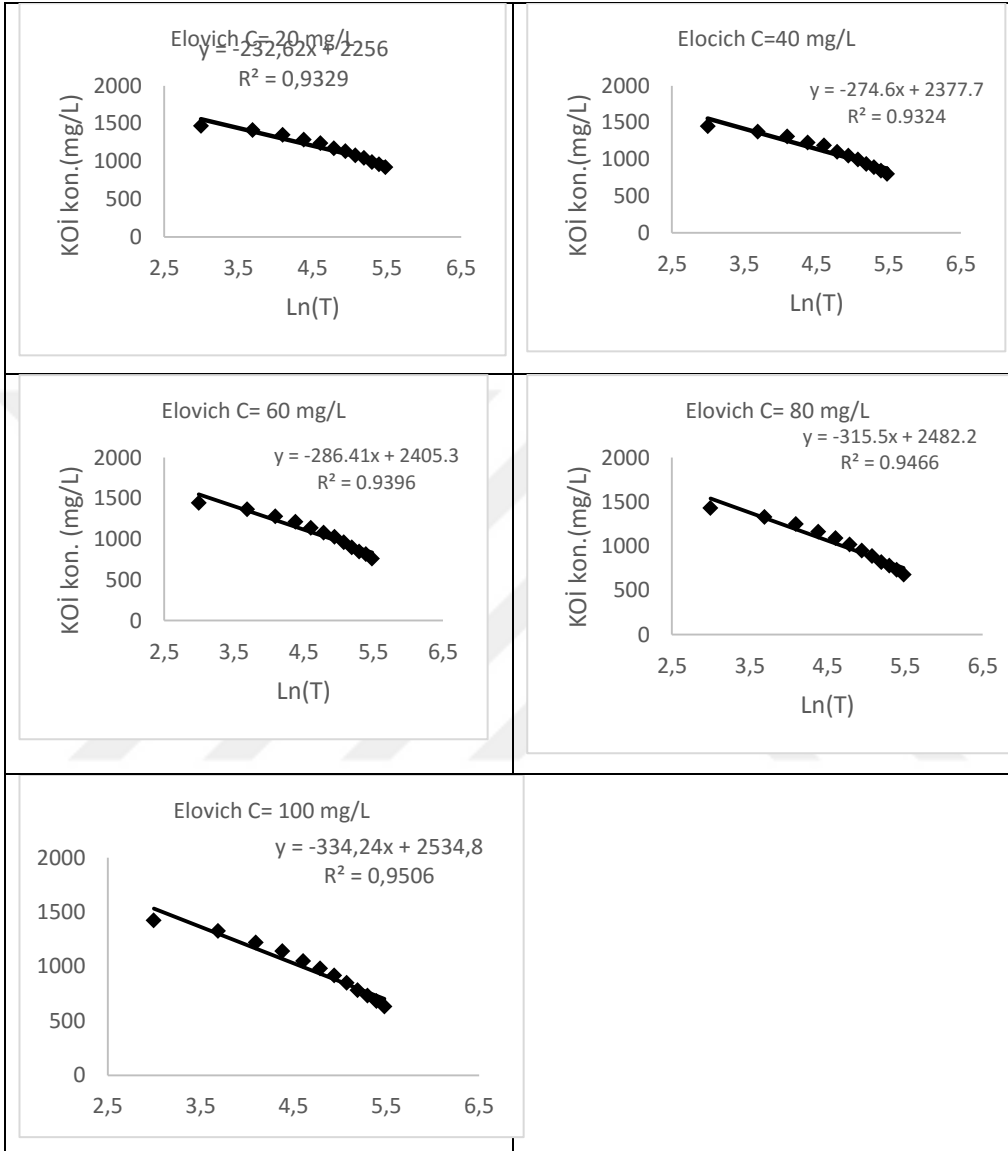 Elovich C= 20 mg/L
y = -232,62x + 2256
R² = 0,9329
2000
1500
1000
500
0
KOİ kon.(mg/L)
2,5 3,5 4,5 5,5 6,5
Ln(T)
Elocich C=40 mg/L
y = -274.6x + 2377.7
R² = 0.9324
2000
1500
1000
500
0
KOİ kon.(mg/L)
2,5 3,5 4,5 5,5 6,5
Ln(T)
Elovich C= 60 mg/L
y = -286.41x + 2405.3
R² = 0.9396
2000
1500
1000
500
0
KOİ kon. (mg/L)
2,5 3,5 4,5 5,5 6,5
Ln(T)
Elovich C= 80 mg/L
y = -315.5x + 2482.2
R² = 0.9466
2000
1500
1000
500
0
KOİ kon.(mg/L)
2,5 3,5 4,5 5,5 6,5
Ln(T)
Elovich C= 100 mg/L
y = -334,24x + 2534,8
R² = 0,9506
2000
1500
1000
500
0
2,5 3,5 4,5 5,5 6,5